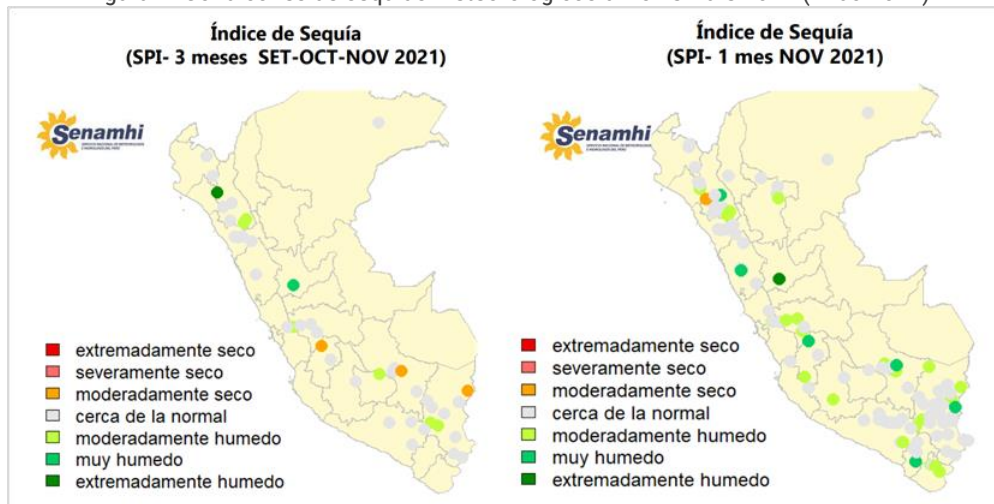 Índice de Sequía
(SPI- 3 meses SET-OCT-NOV 2021)
Senamhi
extremadamente seco
severamente seco
moderadamente seco
cerca de la normal
moderadamente humedo
muy humedo
extremadamente humedo
Índice de Sequía
(SPI- 1 mes NOV 2021)
Senamhi
extremadamente seco
severamente seco
moderadamente seco
cerca de la normal
moderadamente humedo
muy humedo
extremadamente humedo